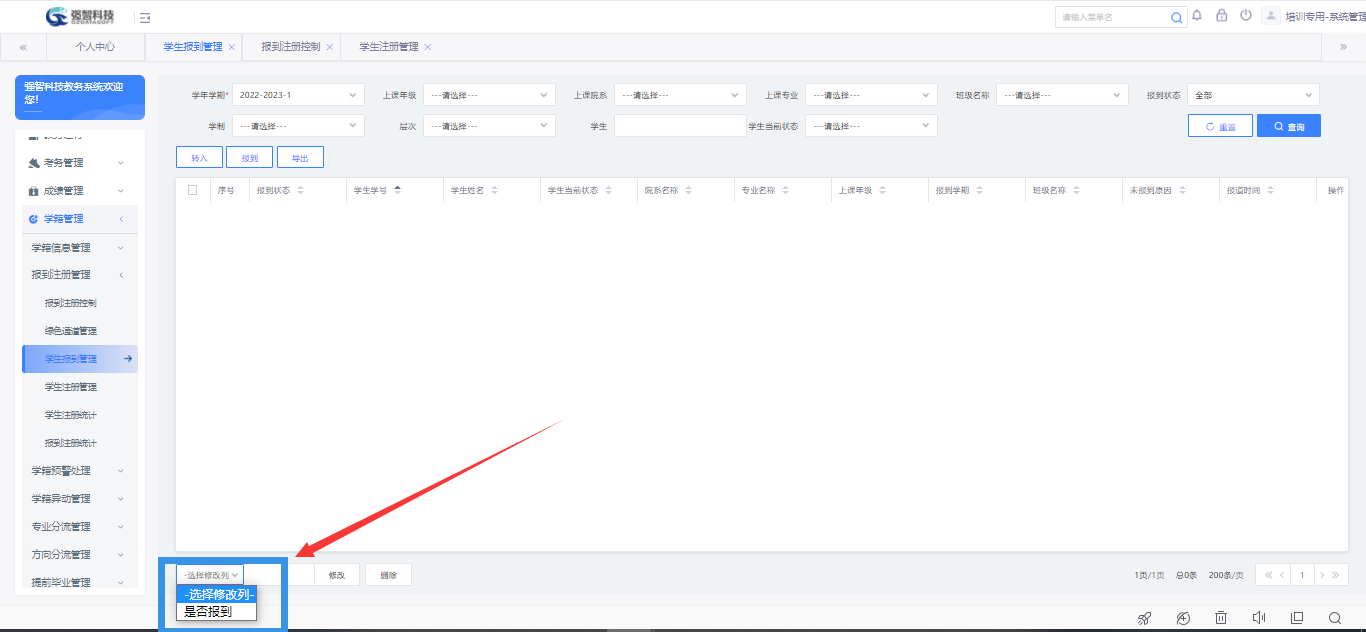 强智科技
QZDATASOFT
请输入菜单名
培训专用-系统管理
个人中心
学生报到管理
报到注册控制
学生注册管理
强智科技教务系统欢迎您!
考务管理
成绩管理
学籍管理
学籍信息管理
报到注册管理
报到注册控制
绿色通道管理
学生报到管理
学生注册管理
学生注册统计
报到注册统计
学籍预警处理
学籍异动管理
专业分流管理
方向分流管理
提前毕业管理
学年学期* 2022-2023-1 上课年级 ---请选择--- 上课院系 ---请选择--- 上课专业 ---请选择--- 班级名称 ---请选择--- 报到状态 全部
学制 ---请选择--- 层次 ---请选择--- 学生 学生当前状态 ---请选择--- 重置 查询
转入 报到 导出
序号 报到状态 学生学号 学生姓名 学生当前状态 院系名称 专业名称 上课年级 报到学期 班级名称 未报到原因 报道时间 操作
-选择修改列 修改 删除 1页/1页 总0条 200条/页 1
-选择修改列-
是否报到